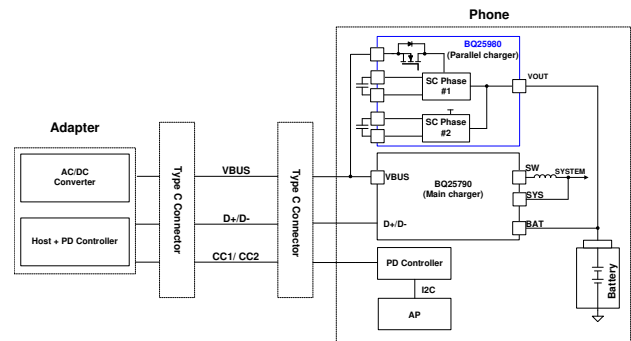 Phone
BQ25980
(Parallel charger)
SC Phase
#1
VOUT
SC Phase
#2
Adapter
AC/DC
Converter
Host + PD Controller
Type C Connector
VBUS
D+/D-
CC1/ CC2
Type C Connector
VBUS
BQ25790
(Main charger)
D+/D-
SW
SYSTEM
SYS
BAT
PD Controller
I2C
AP
Battery